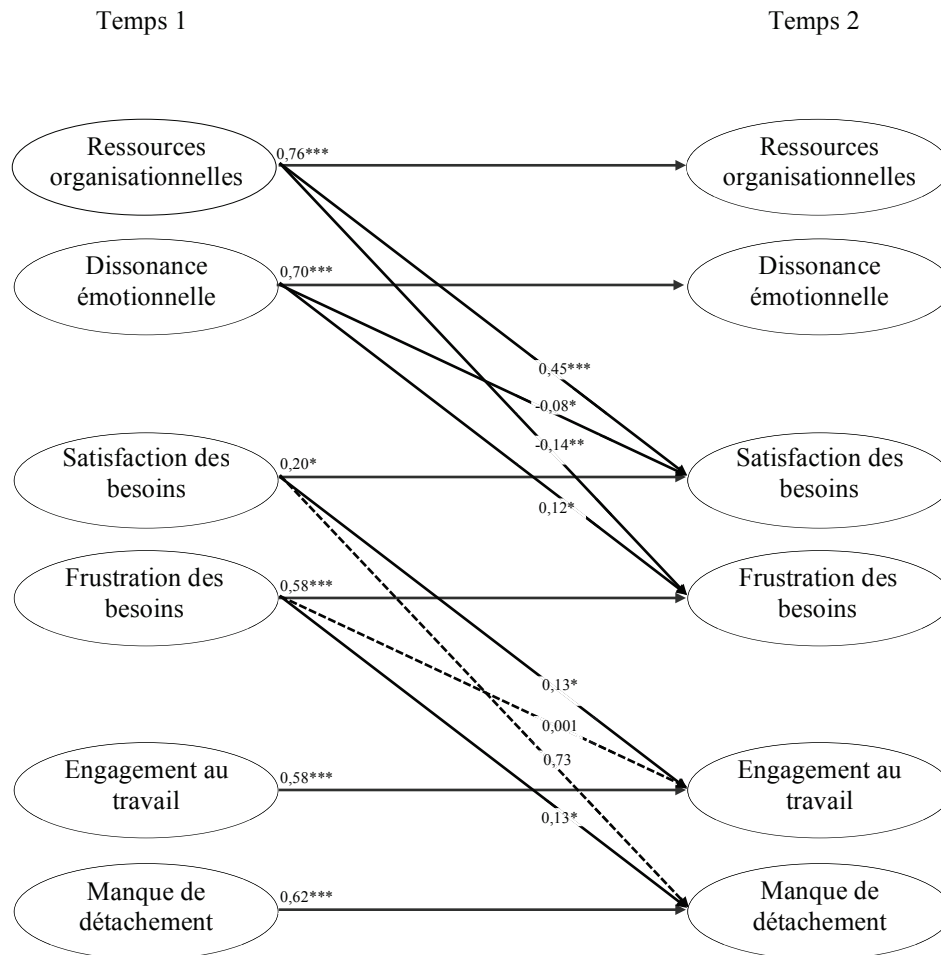 Temps 1
Temps 2
Ressources
organisationnelles
0,76***
Ressources
organisationnelles
Dissonance
émotionnelle
0,70***
Dissonance
émotionnelle
0,45***
-0,08*
-0,14**
Satisfaction des
besoins
0,20*
Satisfaction des
besoins
0,12*
Frustration des
besoins
0,58***
Frustration des
besoins
0,13*
0,001
0,73
Engagement au
travail
0,58***
Engagement au
travail
0,13*
Manque de
détachement
0,62***
Manque de
détachement